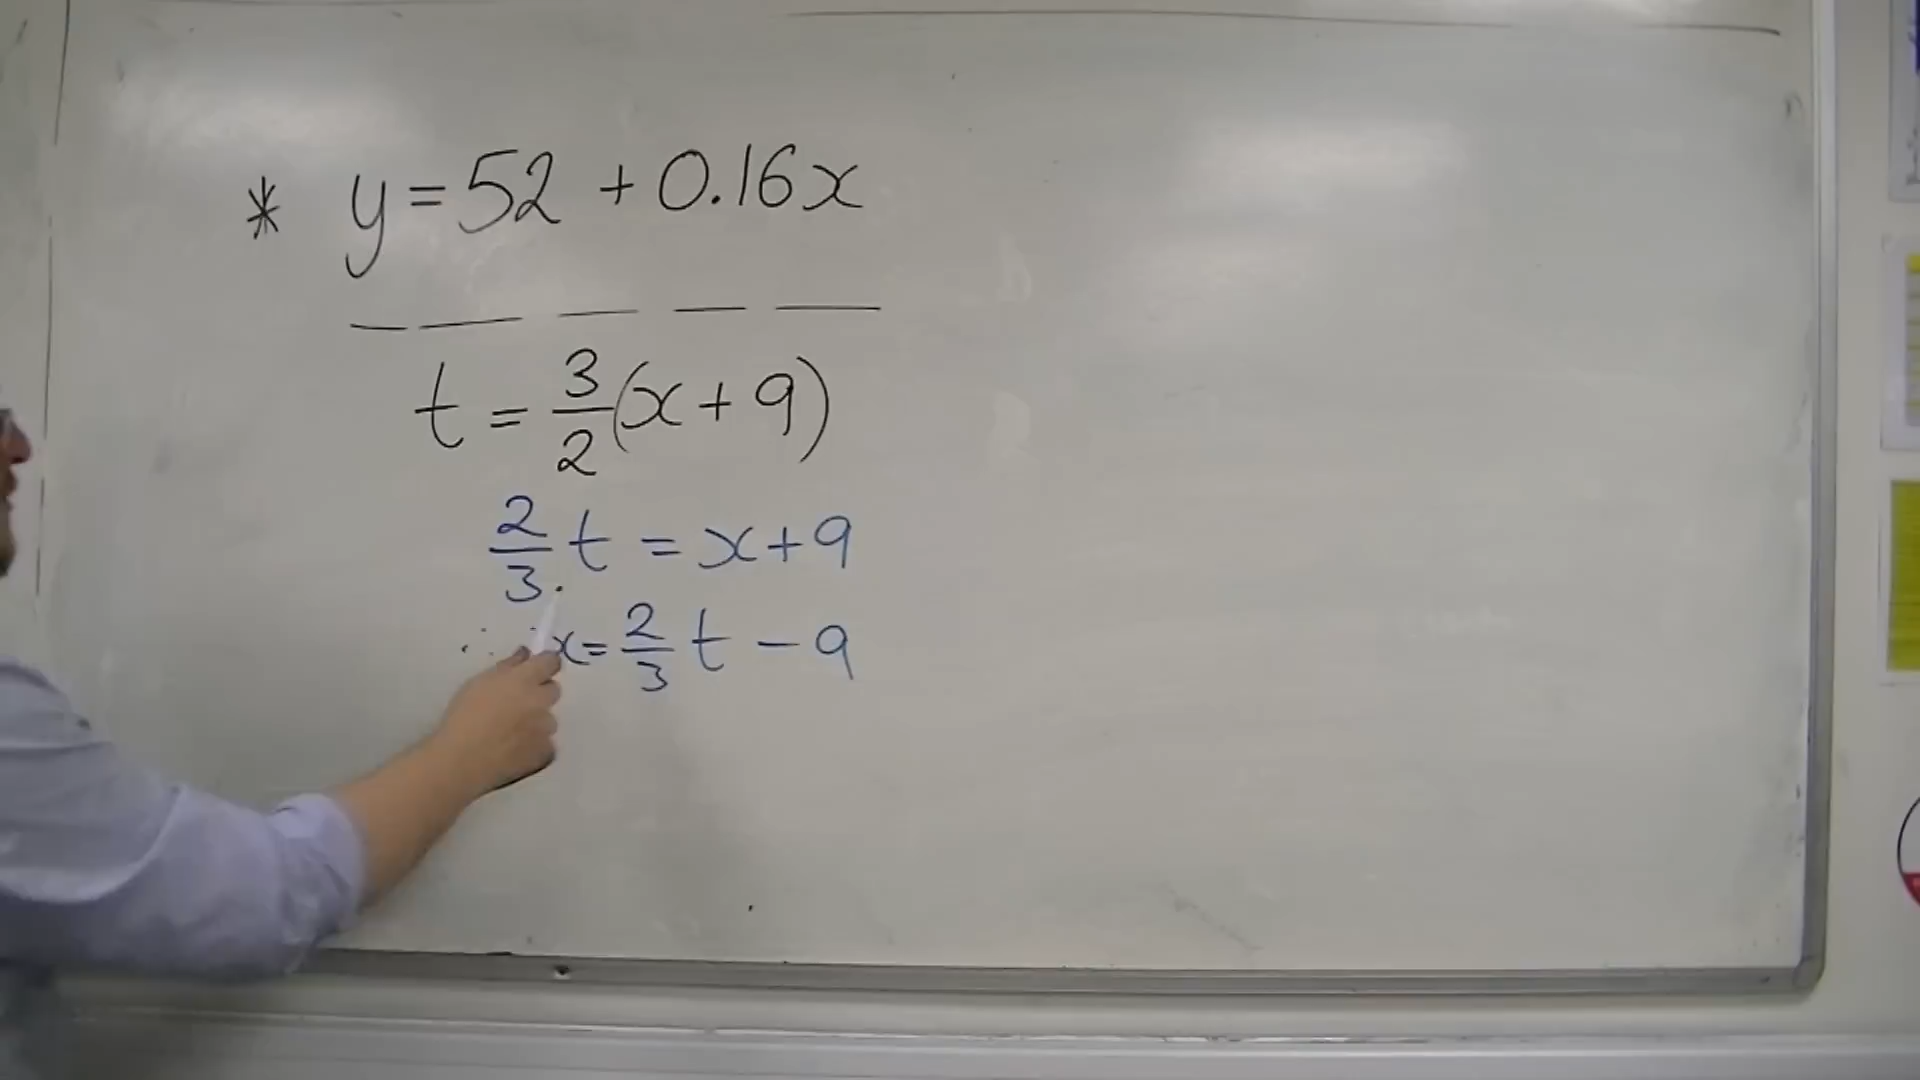 * y = 52 + 0.16x
t = 3/2 (x + 9)
2/3 t = x + 9
∴ x = 2/3 t - 9